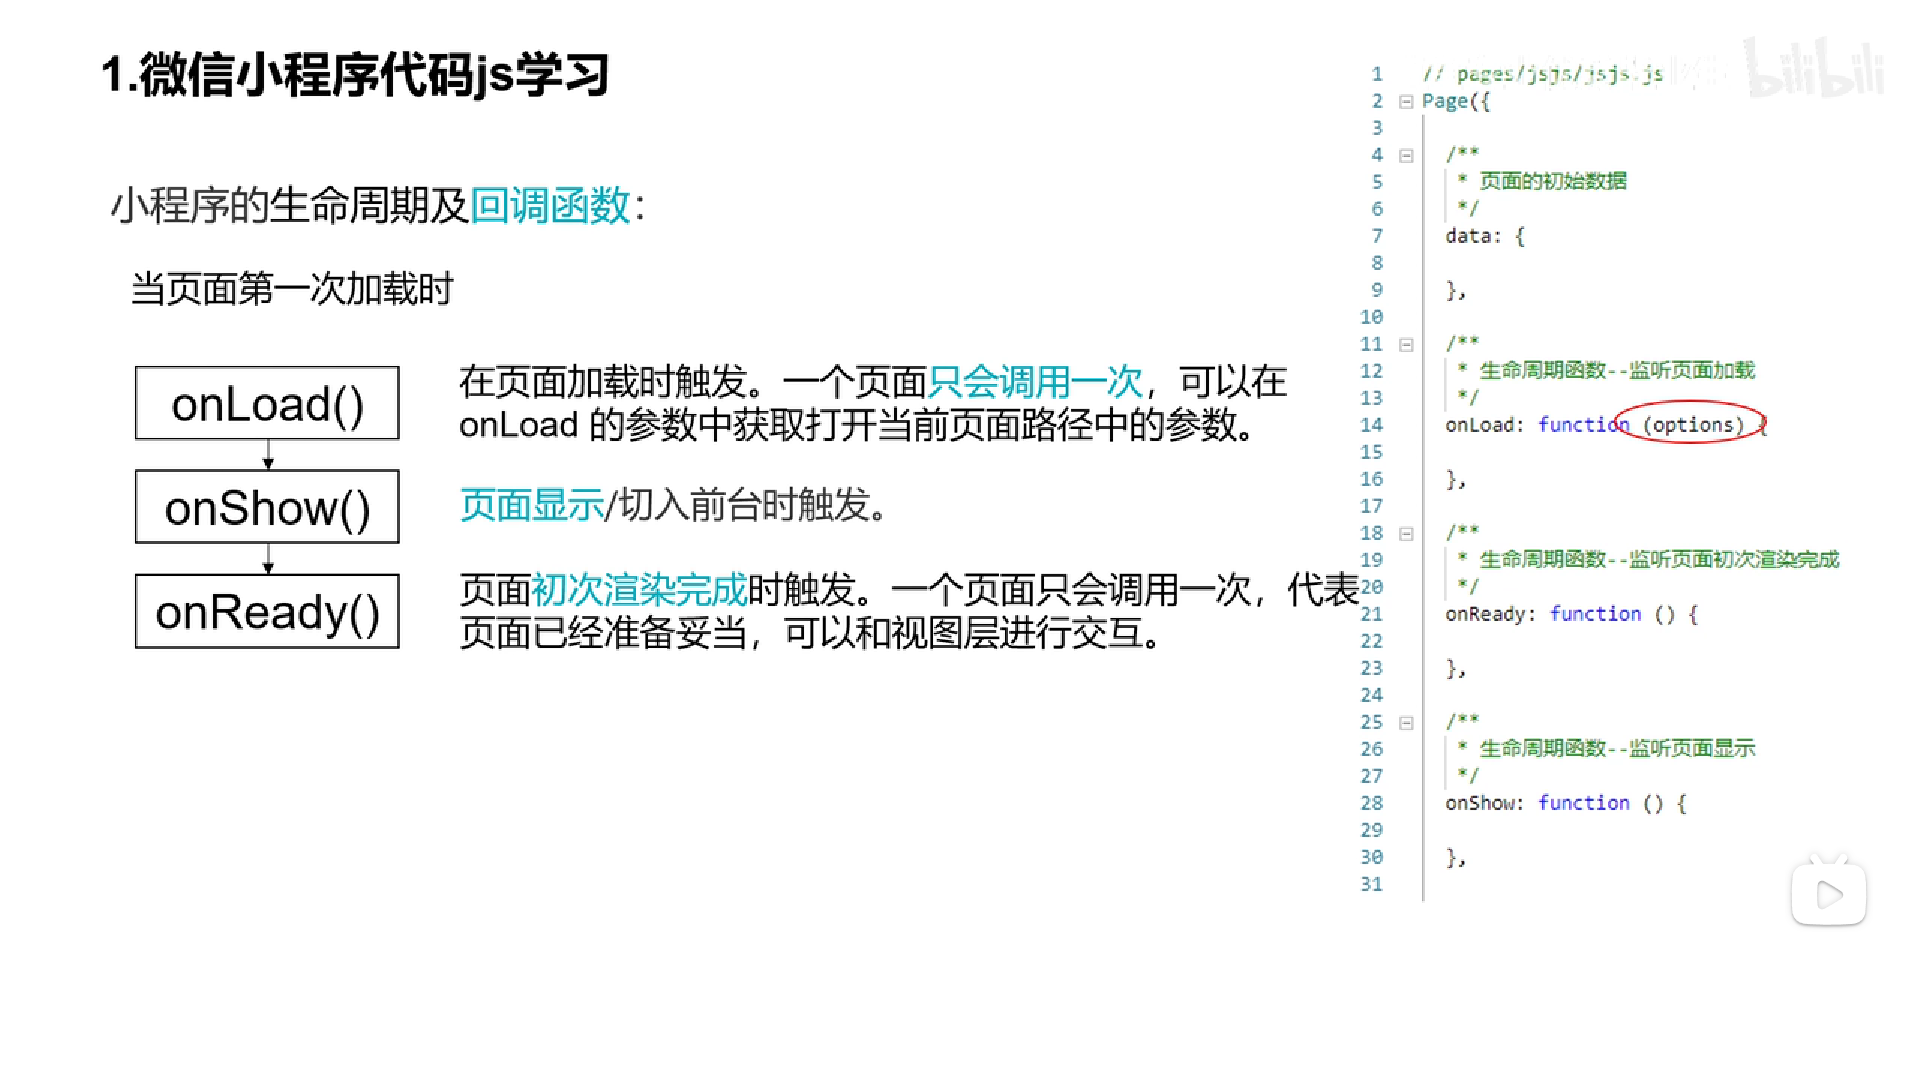 1.微信小程序代码js学习
小程序的生命周期及回调函数：
当页面第一次加载时
onLoad()
在页面加载时触发。一个页面只会调用一次，可以在
onLoad 的参数中获取打开当前页面路径中的参数。
onShow()
页面显示/切入前台时触发。
onReady()
页面初次渲染完成时触发。一个页面只会调用一次，代表
页面已经准备妥当，可以和视图层进行交互。
1 // pages/jsjs/jsjs.js
2 Page({
3
4 /**
5 * 页面的初始数据
6 */
7 data: {
8
9 },
10
11 /**
12 * 生命周期函数--监听页面加载
13 */
14 onLoad: function (options) {
15
16 },
17
18 /**
19 * 生命周期函数--监听页面初次渲染完成
20 */
21 onReady: function () {
22
23 },
24
25 /**
26 * 生命周期函数--监听页面显示
27 */
28 onShow: function () {
29
30 },
31
bilibili